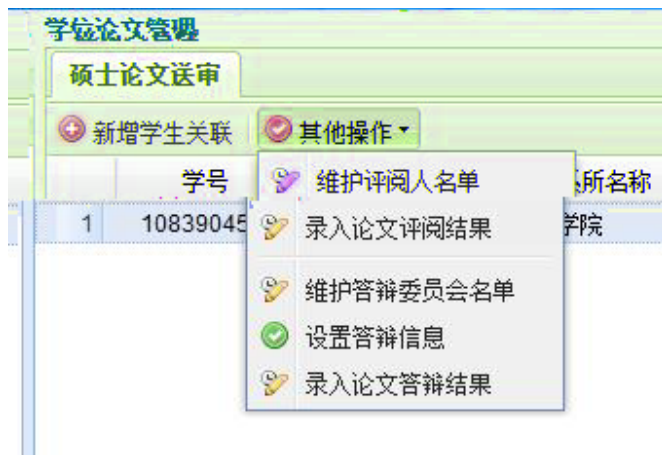 学位论文管理
硕士论文送审
新增学生关联 其他操作
学号 所名称
1 10839045 学院
维护评阅人名单
录入论文评阅结果
维护答辩委员会名单
设置答辩信息
录入论文答辩结果